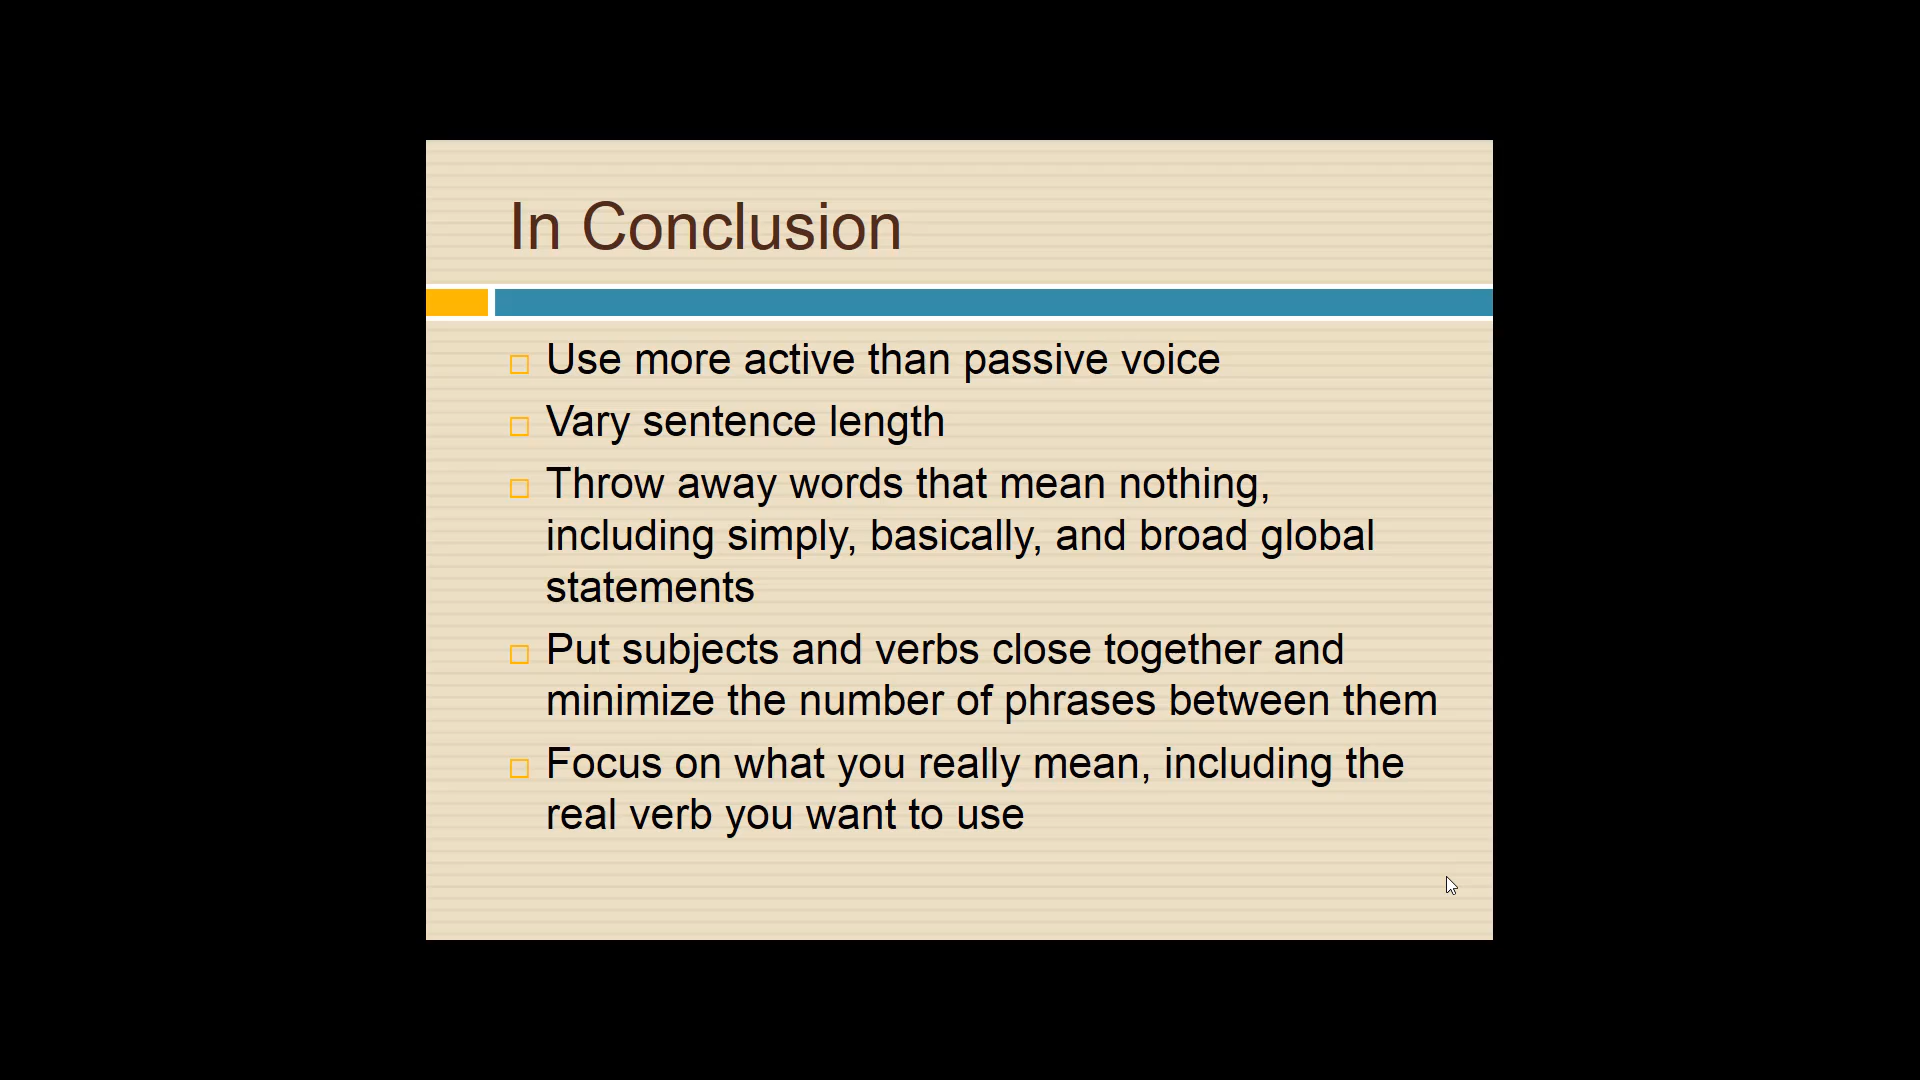 In Conclusion
Use more active than passive voice
Vary sentence length
Throw away words that mean nothing,
including simply, basically, and broad global
statements
Put subjects and verbs close together and
minimize the number of phrases between them
Focus on what you really mean, including the
real verb you want to use